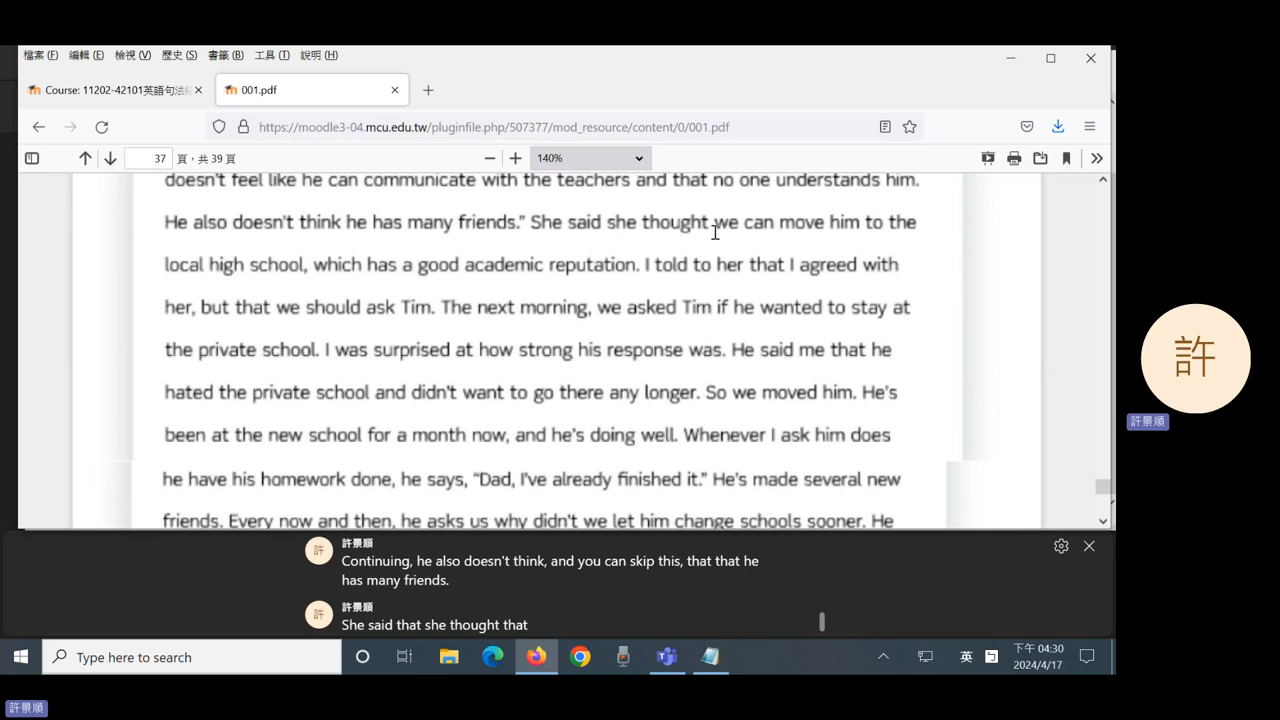 檔案 (F) 編輯 (E) 檢視 (V) 歷史 (S) 書籤 (B) 工具 (T) 說明 (H)
Course: 11202-42101英語句法 001.pdf
https://moodle3-04.mcu.edu.tw/pluginfile.php/507377/mod_resource/content/0/001.pdf
37 頁，共 39 頁 140%
doesn't feel like he can communicate with the teachers and that no one understands him.
He also doesn't think he has many friends.” She said she thought we can move him to the
local high school, which has a good academic reputation. I told to her that I agreed with
her, but that we should ask Tim. The next morning, we asked Tim if he wanted to stay at
the private school. I was surprised at how strong his response was. He said me that he
hated the private school and didn't want to go there any longer. So we moved him. He's
been at the new school for a month now, and he's doing well. Whenever I ask him does
he have his homework done, he says, “Dad, I've already finished it.” He's made several new
friends. Every now and then, he asks us why didn't we let him change schools sooner. He
許
許景順
許
許景順
Continuing, he also doesn't think, and you can skip this, that that he
has many friends.
許
許景順
She said that she thought that
Type here to search
英
下午 04:30
2024/4/17
許景順